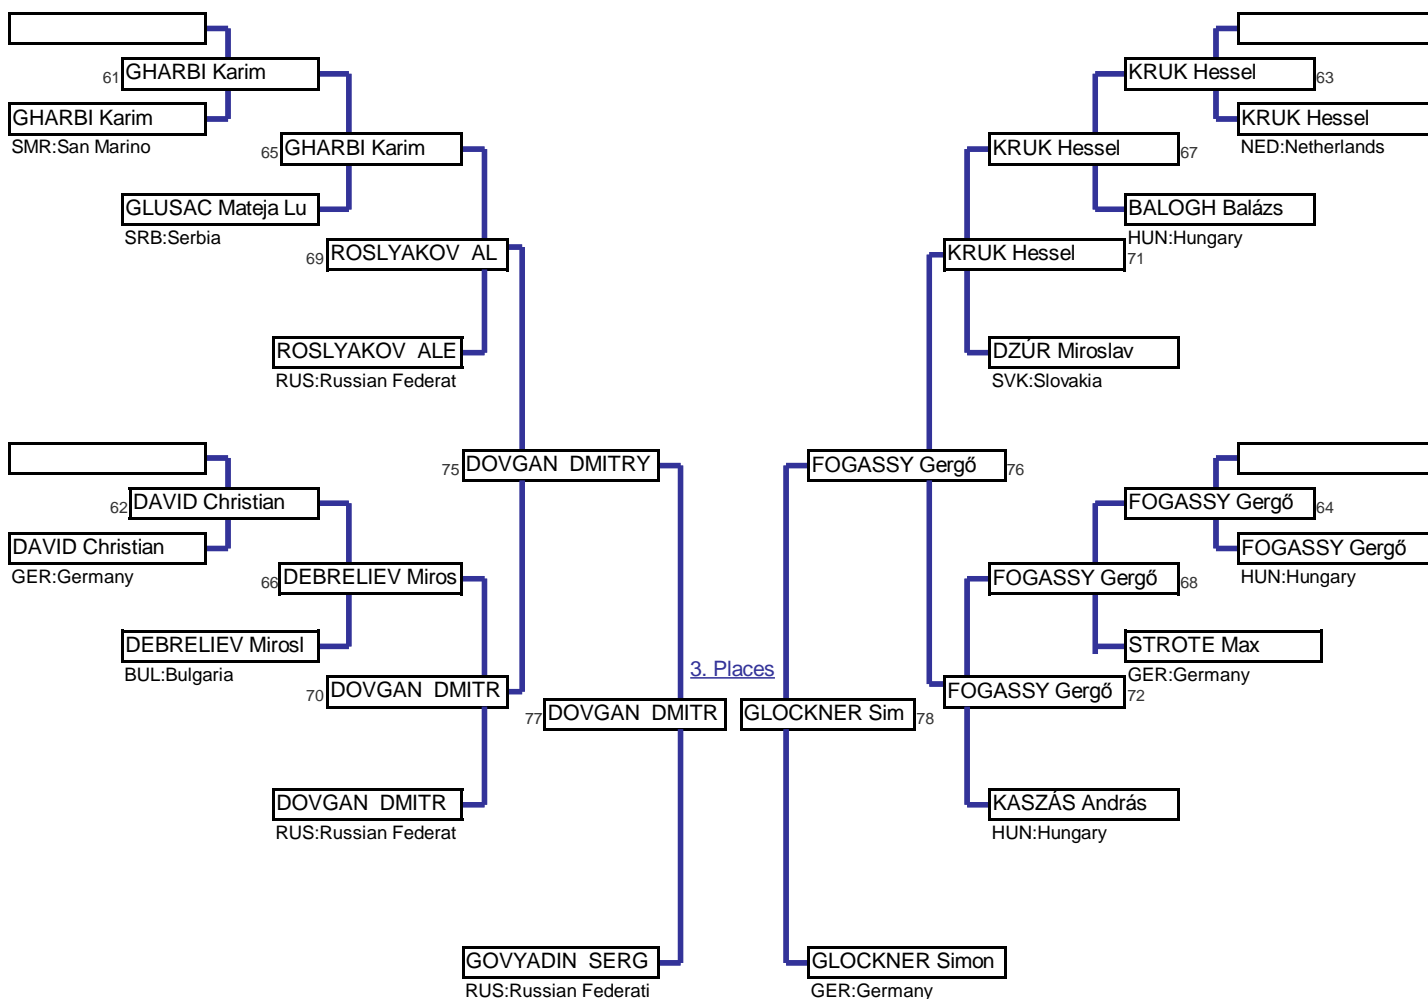 61 GHARBI Karim
KRUK Hessel 63
GHARBI Karim
SMR:San Marino
KRUK Hessel
NED:Netherlands
65 GHARBI Karim
KRUK Hessel 67
GLUSAC Mateja Lu
SRB:Serbia
BALOGH Balázs
HUN:Hungary
69 ROSLYAKOV AL
KRUK Hessel 71
ROSLYAKOV ALE
RUS:Russian Federat
DZÚR Miroslav
SVK:Slovakia
75 DOVGAN DMITRY
FOGASSY Gergő 76
62 DAVID Christian
FOGASSY Gergő 64
DAVID Christian
GER:Germany
FOGASSY Gergő
HUN:Hungary
66 DEBRELIEV Miros
FOGASSY Gergő 68
DEBRELIEV Mirosl
BUL:Bulgaria
STROTE Max
GER:Germany
3. Places
70 DOVGAN DMITR
FOGASSY Gergő 72
77 DOVGAN DMITR
GLOCKNER Sim 78
DOVGAN DMITR
RUS:Russian Federat
KASZÁS András
HUN:Hungary
GOVYADIN SERG
RUS:Russian Federati
GLOCKNER Simon
GER:Germany